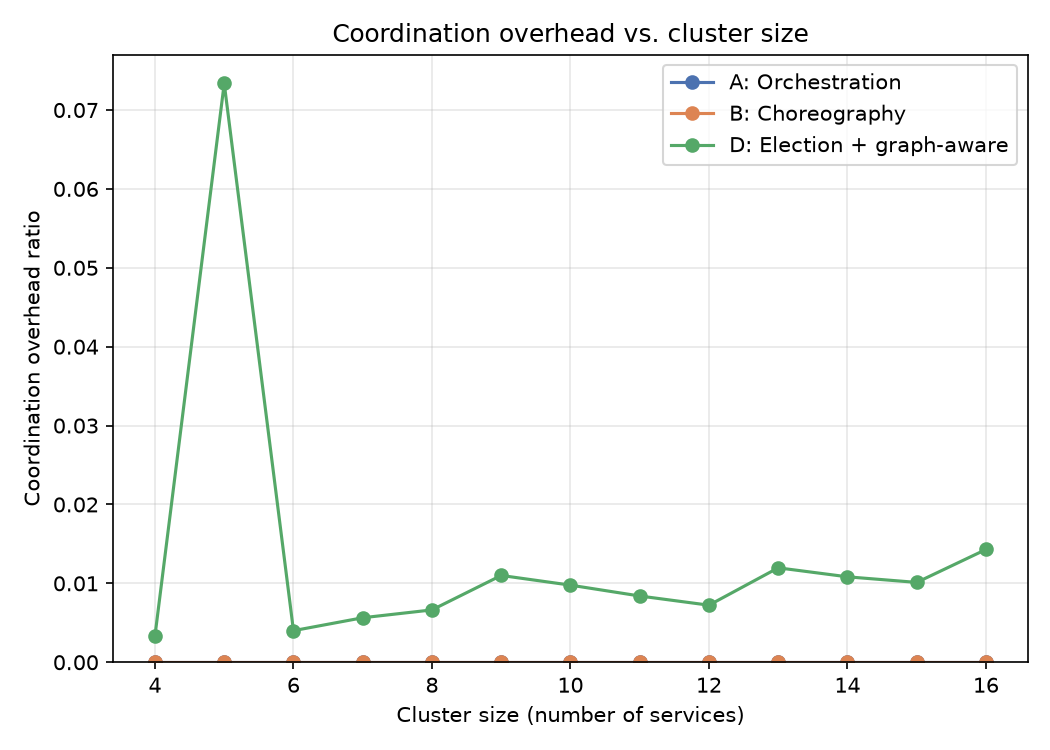 Coordination overhead vs. cluster size
A: Orchestration
B: Choreography
D: Election + graph-aware
Coordination overhead ratio
0.07
0.06
0.05
0.04
0.03
0.02
0.01
0.00
4 6 8 10 12 14 16
Cluster size (number of services)